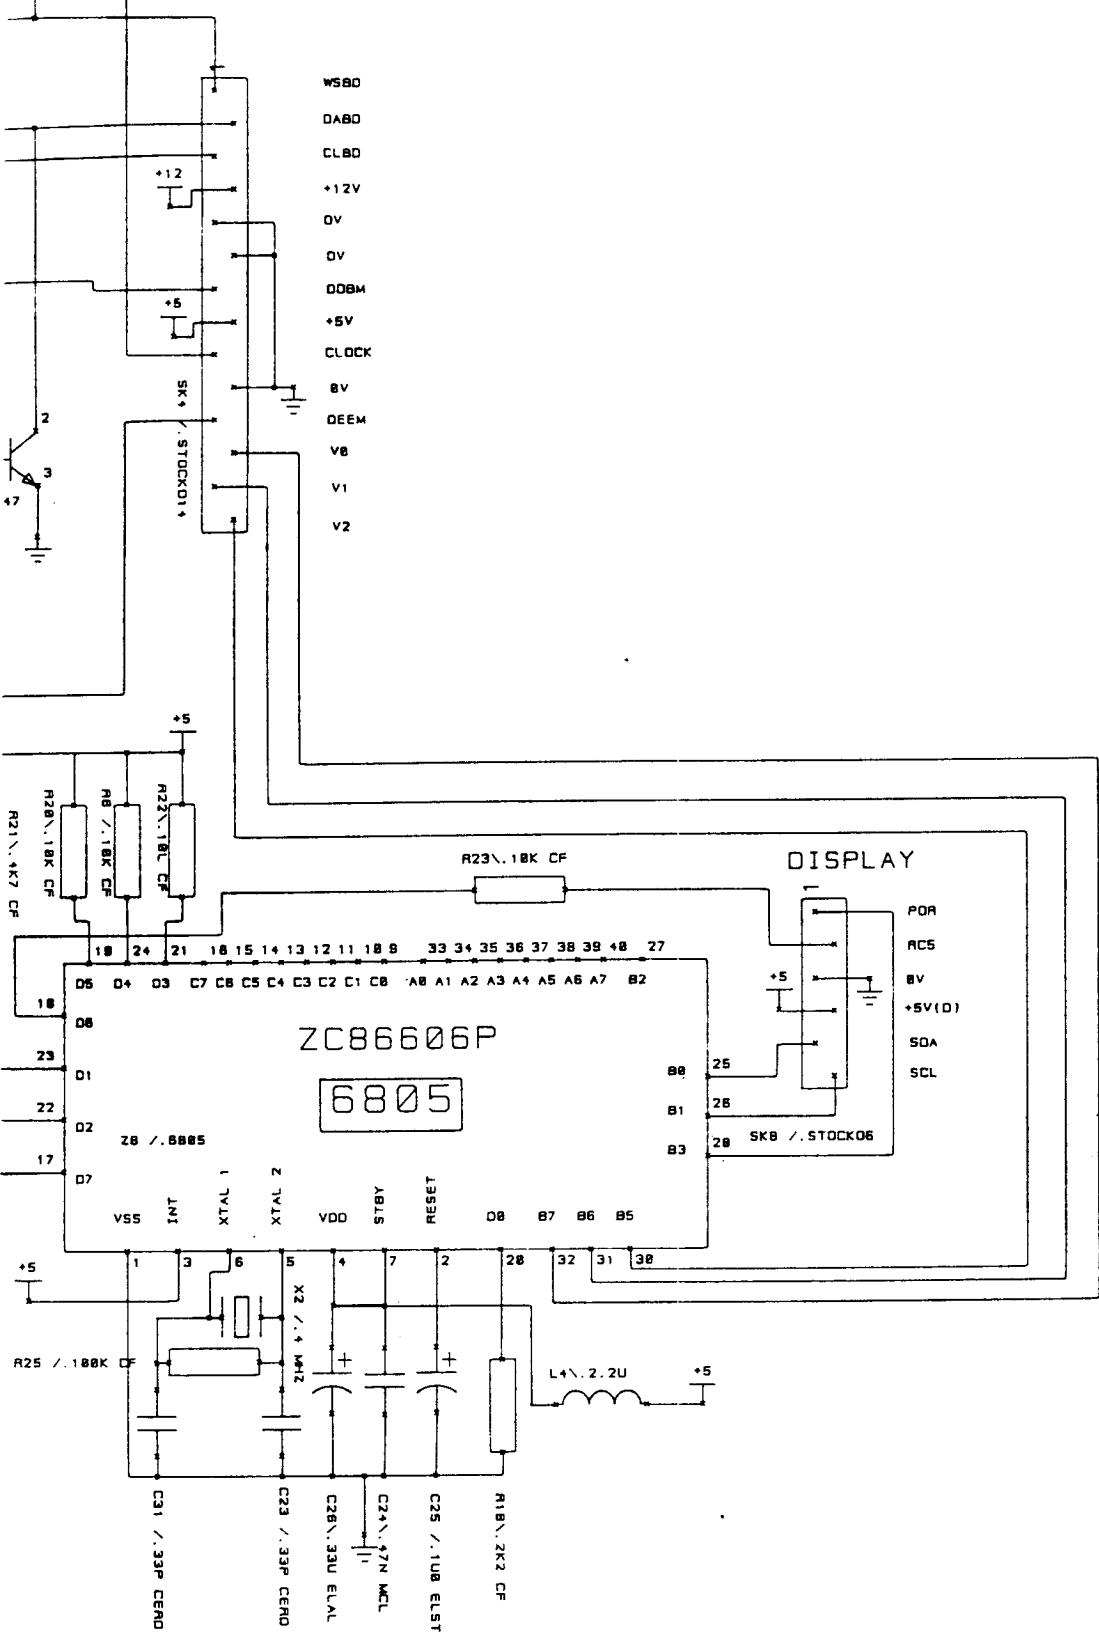 WSBD
DABD
CLBD
+12
+12V
0V
0V
DDBM
+5
+5V
CLOCK
0V
DEEM
V0
V1
V2
SK4 /.STOCKO14
2
3
47
+5
R21\.4K7 CF
R20\.10K CF
R8 /.10K CF
R22\.10L CF
R23\.10K CF
DISPLAY
1
POR
RC5
0V
+5
+5V(D)
SDA
SCL
SK8 /.STOCKO6
19 24 21 16 15 14 13 12 11 10 9 33 34 35 36 37 38 39 40 27
D5 D4 D3 C7 C6 C5 C4 C3 C2 C1 C0 A0 A1 A2 A3 A4 A5 A6 A7 B2
18
D6
23
D1
22
D2
17
D7
ZC86606P
6805
Z8 /.6805
B0 25
B1 26
B3 28
VSS INT XTAL 1 XTAL 2 VDD STBY RESET D0 B7 B6 B5
1 3 6 5 4 7 2 20 32 31 30
+5
X2 /.4 MHZ
R25 /.100K CF
L4\.2.2U
+5
C31 /.33P CERD
C23 /.33P CERD
C26\.33U ELAL
C24\.47N MCL
C25 /.1U0 ELST
R18\.2K2 CF